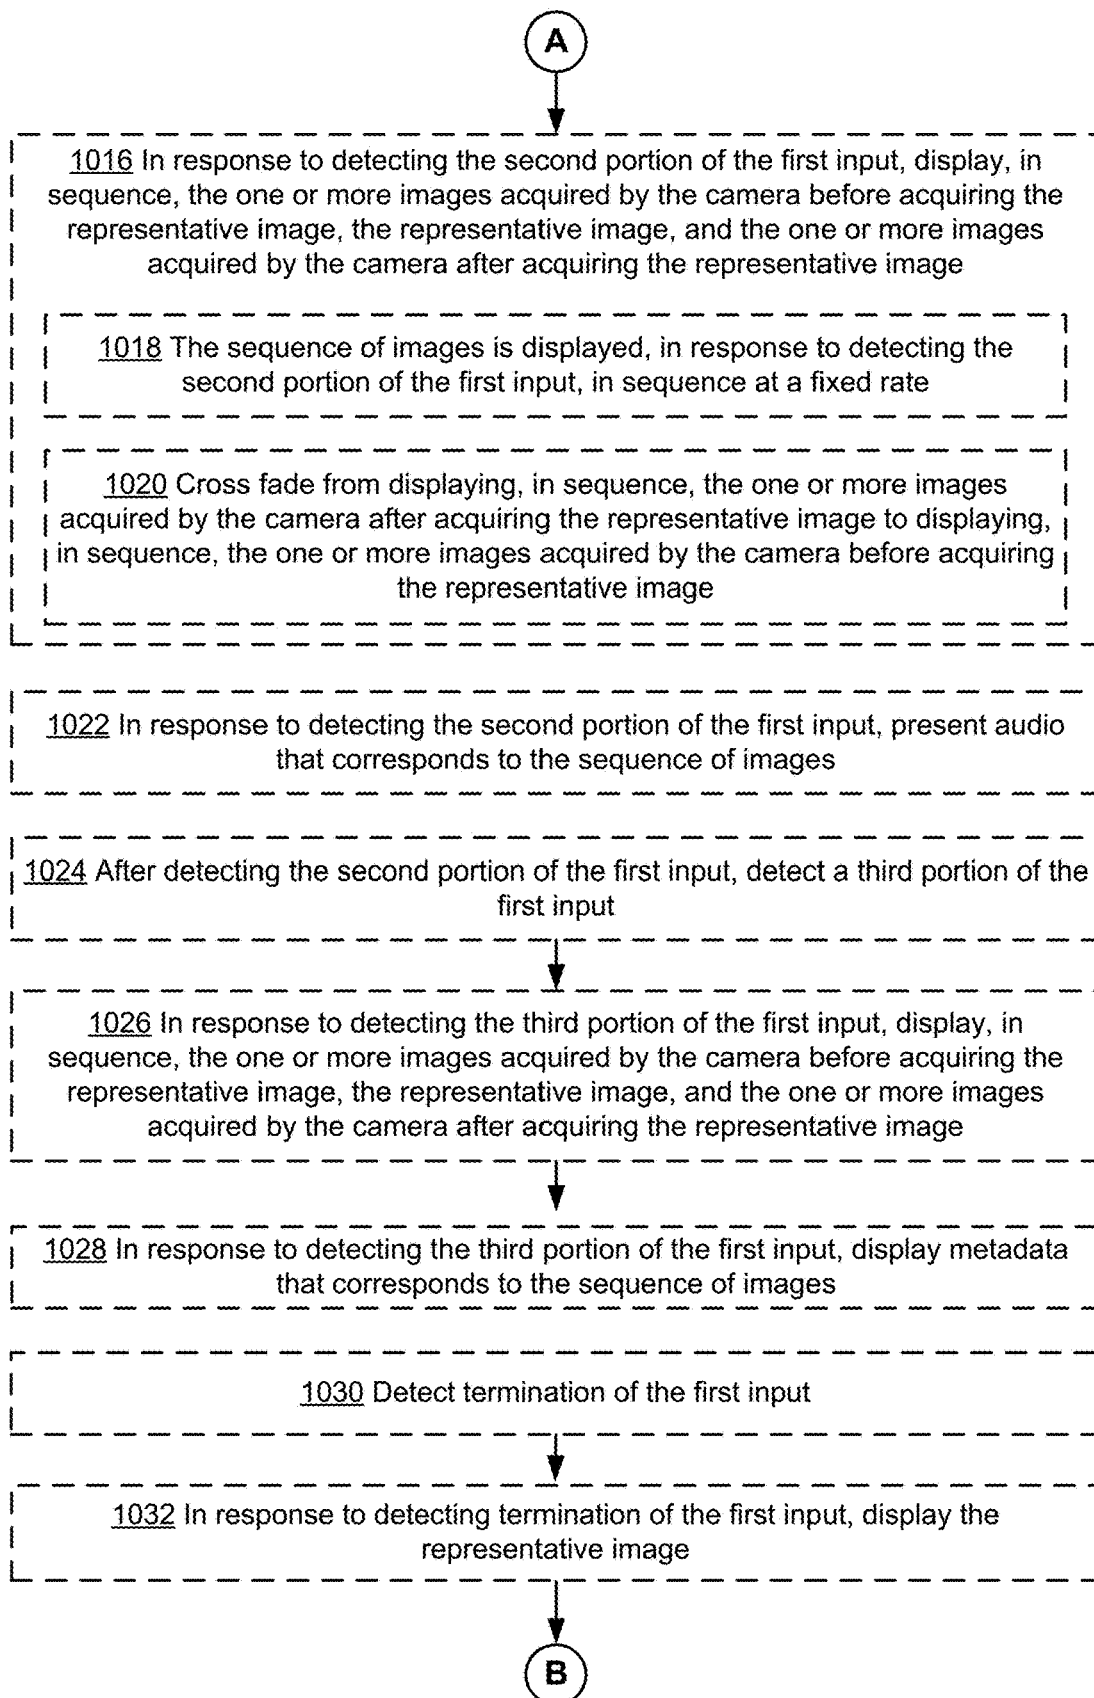 A
1016 In response to detecting the second portion of the first input, display, in
sequence, the one or more images acquired by the camera before acquiring the
representative image, the representative image, and the one or more images
acquired by the camera after acquiring the representative image
1018 The sequence of images is displayed, in response to detecting the
second portion of the first input, in sequence at a fixed rate
1020 Cross fade from displaying, in sequence, the one or more images
acquired by the camera after acquiring the representative image to displaying,
in sequence, the one or more images acquired by the camera before acquiring
the representative image
1022 In response to detecting the second portion of the first input, present audio
that corresponds to the sequence of images
1024 After detecting the second portion of the first input, detect a third portion of the
first input
1026 In response to detecting the third portion of the first input, display, in
sequence, the one or more images acquired by the camera before acquiring the
representative image, the representative image, and the one or more images
acquired by the camera after acquiring the representative image
1028 In response to detecting the third portion of the first input, display metadata
that corresponds to the sequence of images
1030 Detect termination of the first input
1032 In response to detecting termination of the first input, display the
representative image
B